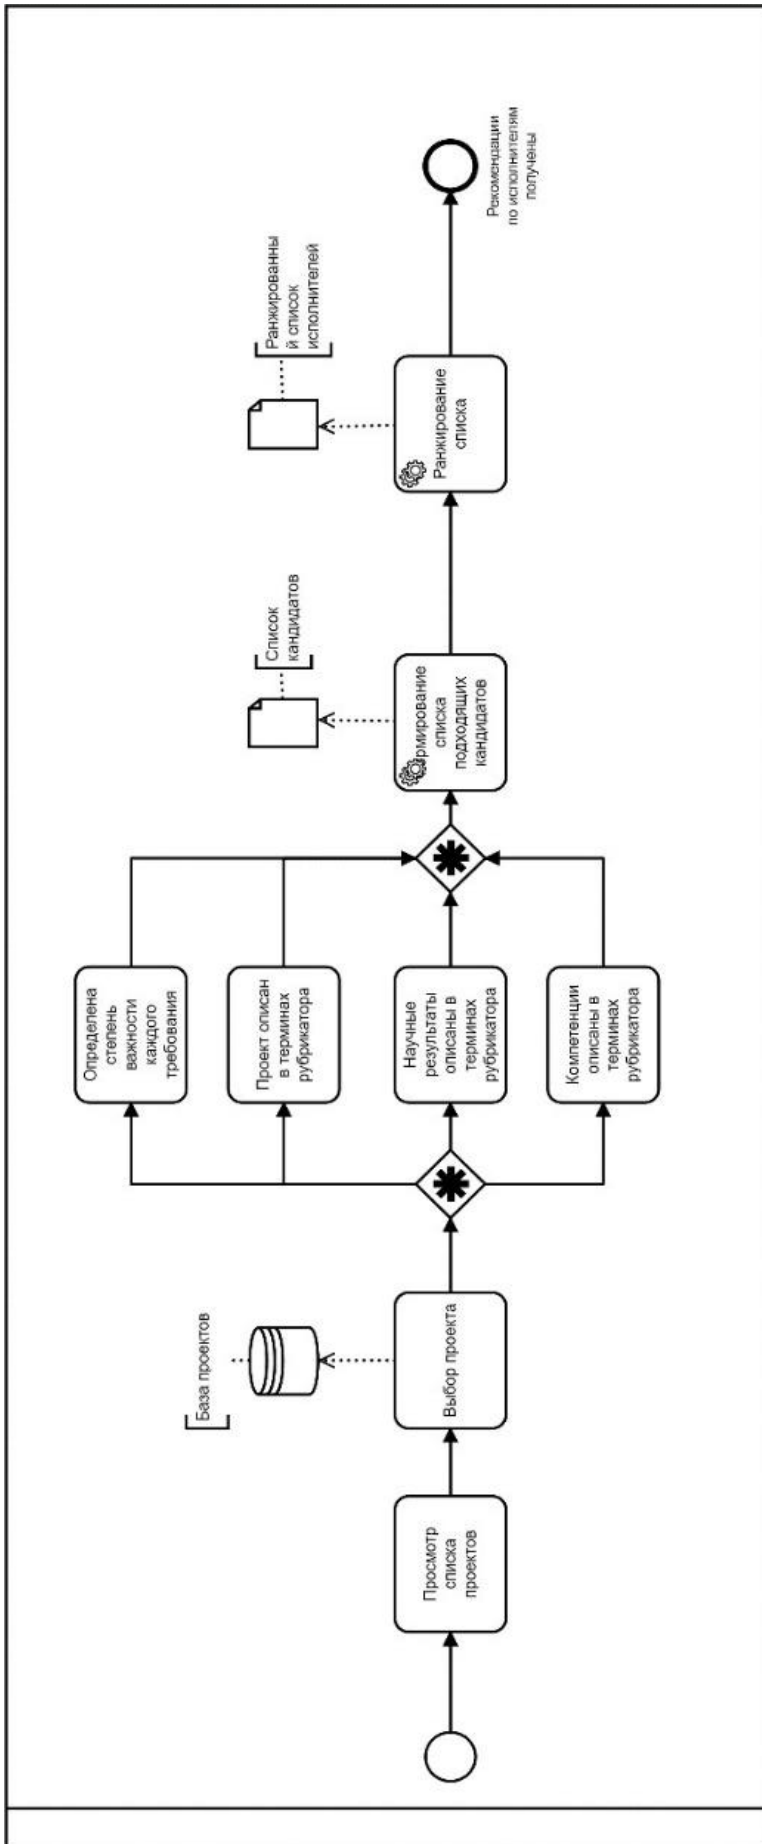 Просмотр
списка
проектов
База проектов
Выбор проекта
Определена
степень
важности
каждого
требования
Проект описан
в терминах
рубрикатора
Научные
результаты
описаны в
терминах
рубрикатора
Компетенции
описаны в
терминах
рубрикатора
Список
кандидатов
рмирование
списка
подходящих
кандидатов
Ранжированны
й список
исполнителей
Ранжирование
списка
Рекомендации
по исполнителям
получены